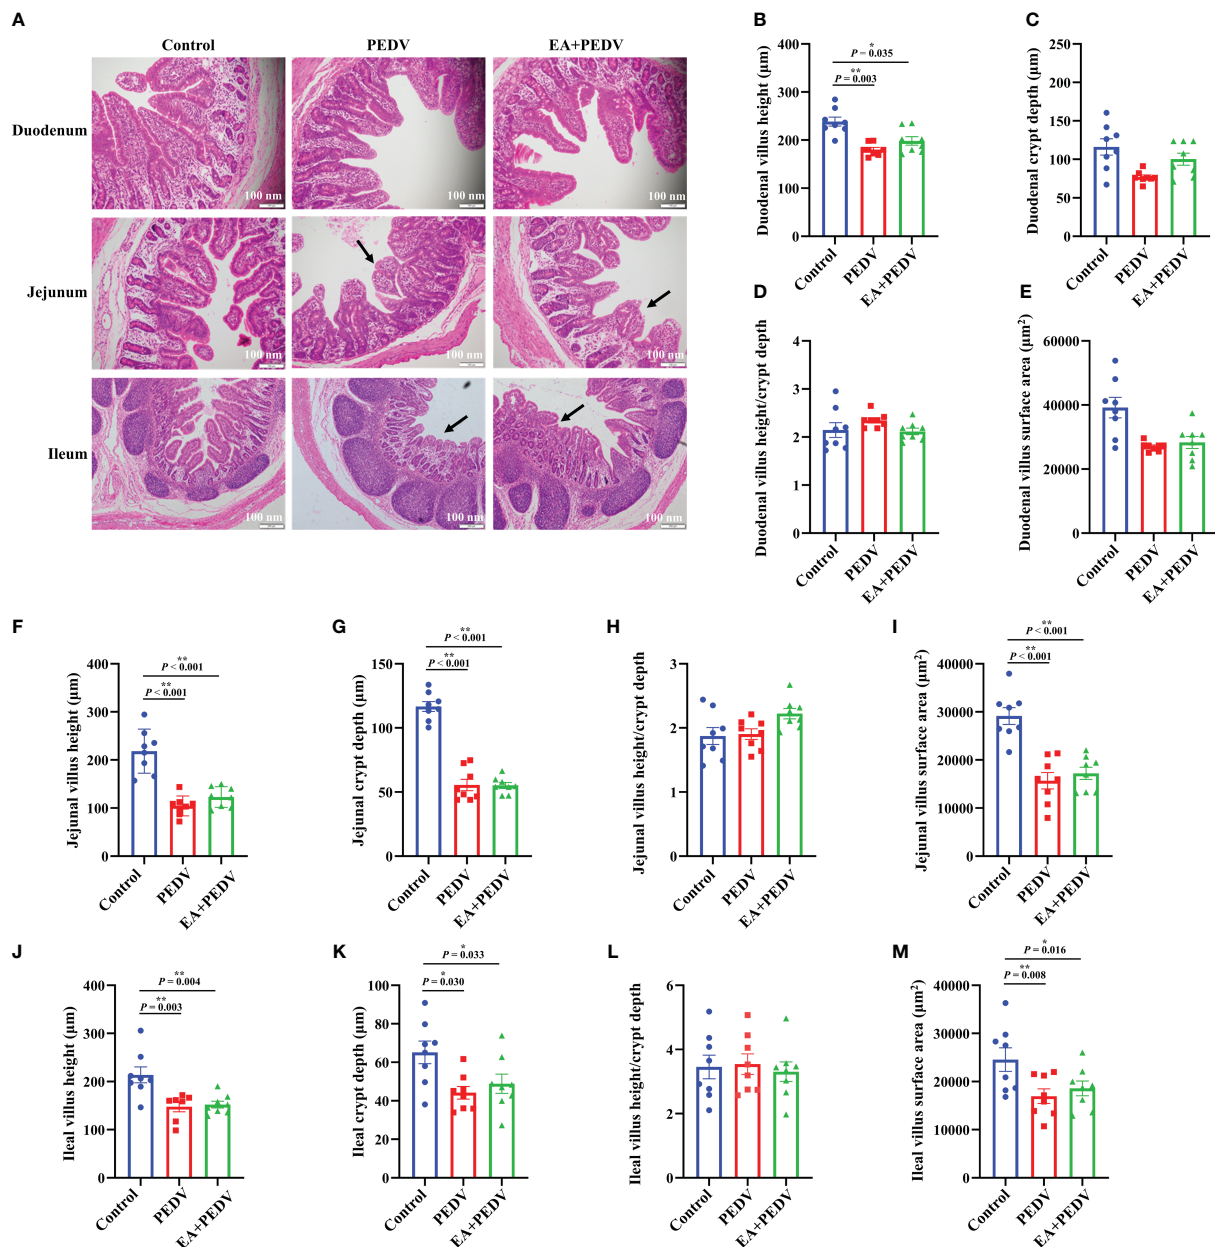 A
Control
PEDV
EA+PEDV
Duodenum
100 nm
100 nm
100 nm
Jejunum
100 nm
100 nm
100 nm
Ileum
100 nm
100 nm
100 nm
B
Duodenal villus height (μm)
400
300
200
100
0
*
P = 0.035
**
P = 0.003
Control
PEDV
EA+PEDV
C
Duodenal crypt depth (μm)
250
200
150
100
50
0
Control
PEDV
EA+PEDV
D
Duodenal villus height/crypt depth
4
3
2
1
0
Control
PEDV
EA+PEDV
E
Duodenal villus surface area (μm²)
60000
40000
20000
0
Control
PEDV
EA+PEDV
F
Jejunal villus height (μm)
400
300
200
100
0
**
P < 0.001
**
P < 0.001
Control
PEDV
EA+PEDV
G
Jejunal crypt depth (μm)
150
100
50
0
**
P < 0.001
**
P < 0.001
Control
PEDV
EA+PEDV
H
Jejunal villus height/crypt depth
3
2
1
0
Control
PEDV
EA+PEDV
I
Jejunal villus surface area (μm²)
40000
30000
20000
10000
0
**
P < 0.001
**
P < 0.001
Control
PEDV
EA+PEDV
J
Ileal villus height (μm)
400
300
200
100
0
**
P = 0.004
**
P = 0.003
Control
PEDV
EA+PEDV
K
Ileal crypt depth (μm)
100
80
60
40
20
0
*
P = 0.033
*
P = 0.030
Control
PEDV
EA+PEDV
L
Ileal villus height/crypt depth
6
4
2
0
Control
PEDV
EA+PEDV
M
Ileal villus surface area (μm²)
40000
30000
20000
10000
0
*
P = 0.016
**
P = 0.008
Control
PEDV
EA+PEDV